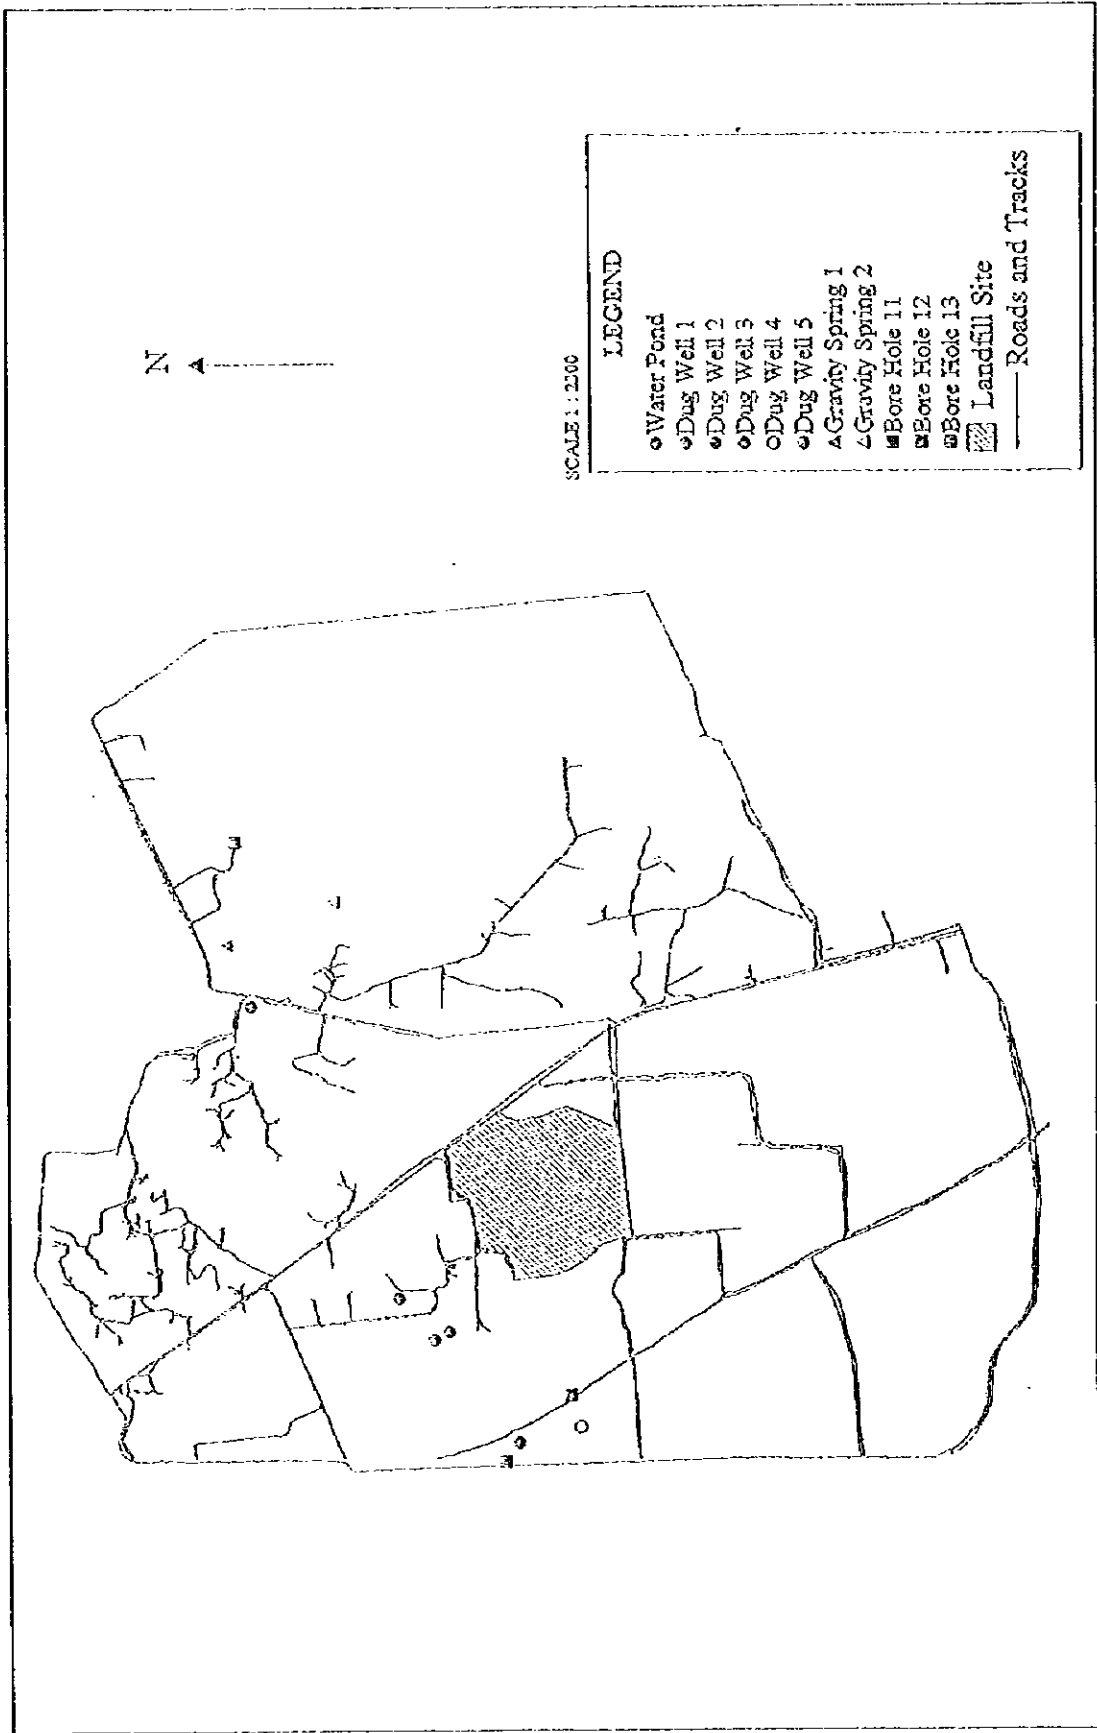 N
SCALE 1 : 2300
LEGEND
Water Pond
Dug Well 1
Dug Well 2
Dug Well 3
Dug Well 4
Dug Well 5
Gravity Spring 1
Gravity Spring 2
Bore Hole 11
Bore Hole 12
Bore Hole 13
Landfill Site
Roads and Tracks